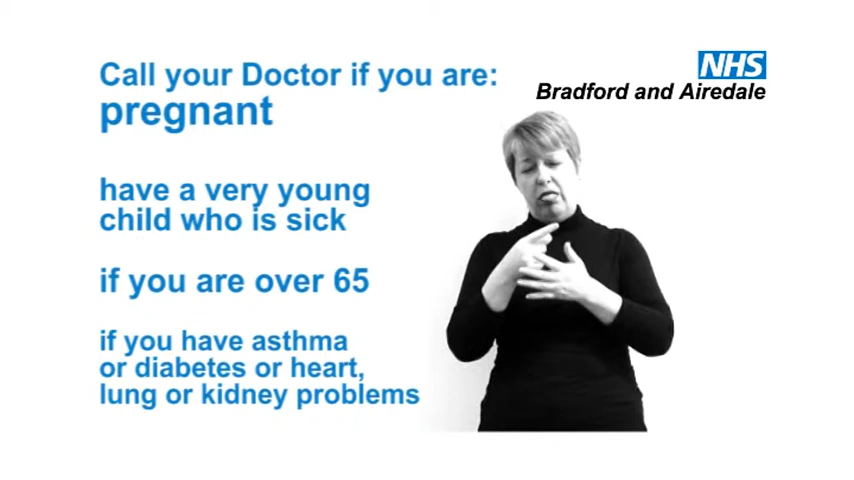 Call your Doctor if you are:
pregnant
have a very young
child who is sick
if you are over 65
if you have asthma
or diabetes or heart,
lung or kidney problems
NHS
Bradford and Airedale